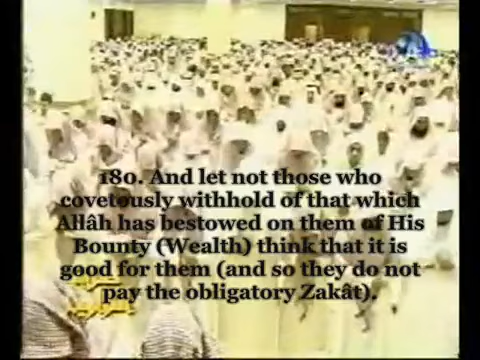 180. And let not those who
covetously withhold of that which
Allâh has bestowed on them of His
Bounty (Wealth) think that it is
good for them (and so they do not
pay the obligatory Zakât).